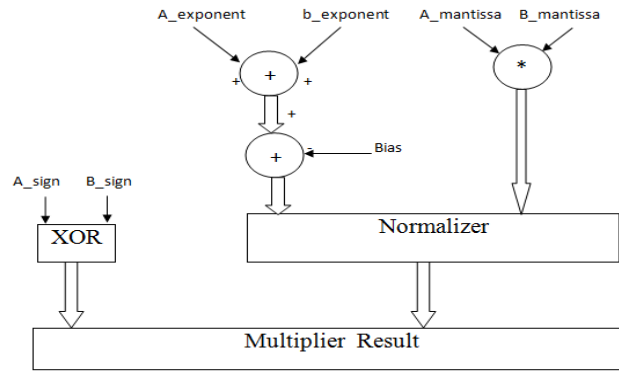 A_exponent b_exponent A_mantissa B_mantissa
+ + + *
+
+ - Bias
A_sign B_sign
XOR Normalizer
Multiplier Result